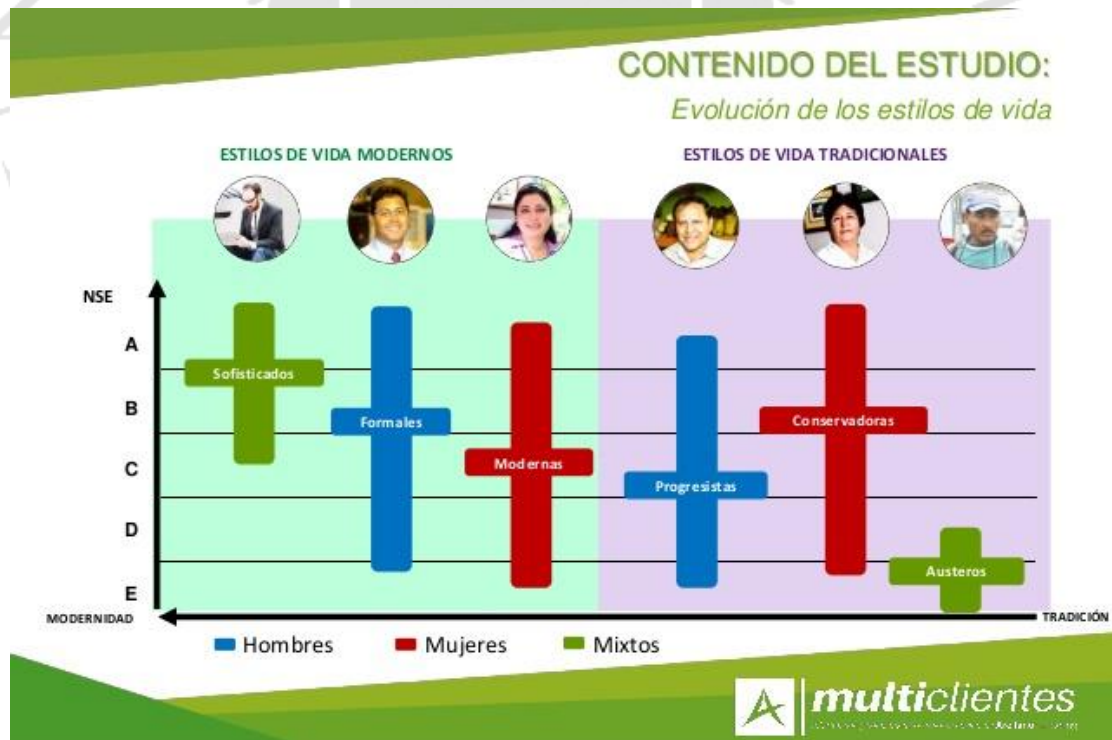 CONTENIDO DEL ESTUDIO:
Evolución de los estilos de vida
ESTILOS DE VIDA MODERNOS
ESTILOS DE VIDA TRADICIONALES
NSE
A
B
C
D
E
Sofisticados
Formales
Modernas
Progresistas
Conservadoras
Austeros
MODERNIDAD
TRADICIÓN
Hombres
Mujeres
Mixtos
multiclientes
Arellano